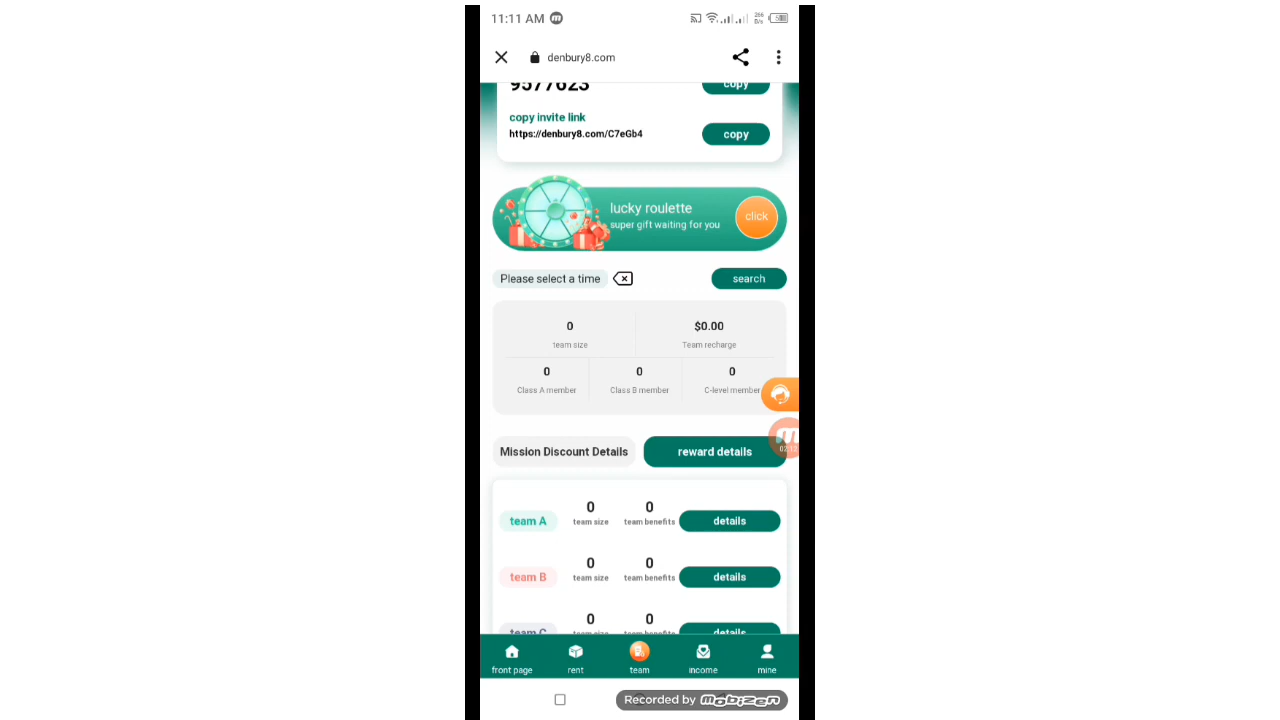 11:11 AM
266 B/s
58
denbury8.com
9577623
copy
copy invite link
https://denbury8.com/C7eGb4
copy
lucky roulette
super gift waiting for you
click
Please select a time
search
0
$0.00
team size
Team recharge
0
0
0
Class A member
Class B member
C-level member
Mission Discount Details
reward details
team A
0
team size
0
team benefits
details
team B
0
team size
0
team benefits
details
team C
0
team size
0
team benefits
details
front page
rent
team
income
mine
Recorded by mobizen